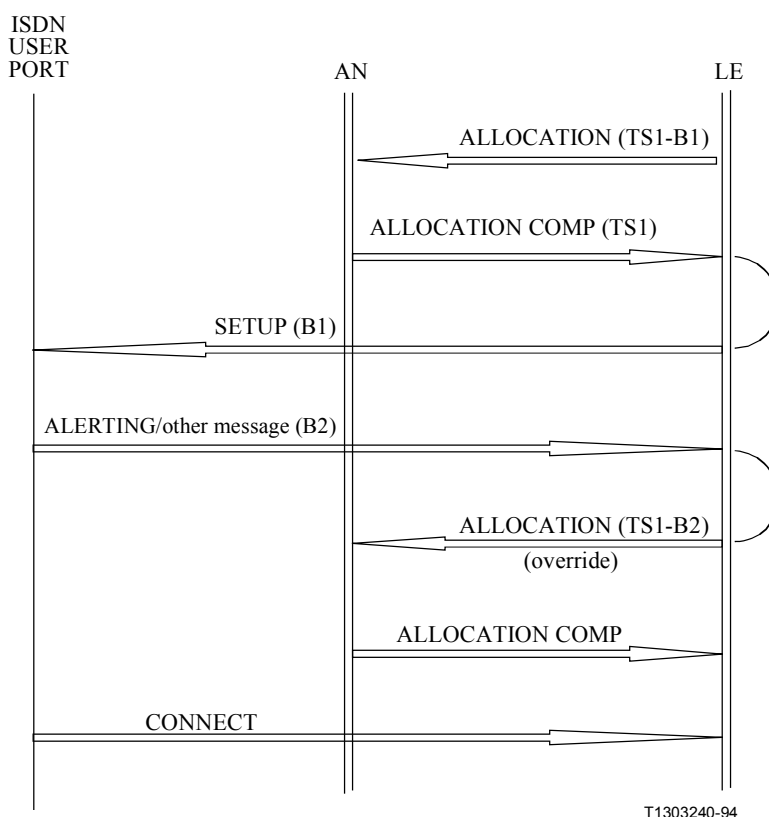 ISDN
USER
PORT
AN
LE
ALLOCATION (TS1-B1)
ALLOCATION COMP (TS1)
SETUP (B1)
ALERTING/other message (B2)
ALLOCATION (TS1-B2)
(override)
ALLOCATION COMP
CONNECT
T1303240-94